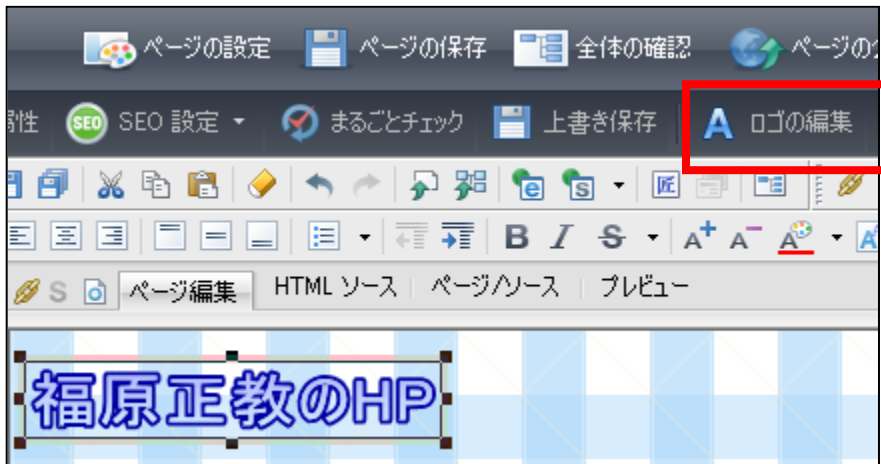 ページの設定 ページの保存 全体の確認 ページの
属性 SEO SEO 設定 まるごとチェック 上書き保存 A ロゴの編集
e S 匠
B I S A+ A- A A
S ページ編集 HTML ソース ページ/ソース プレビュー
福原正教のHP